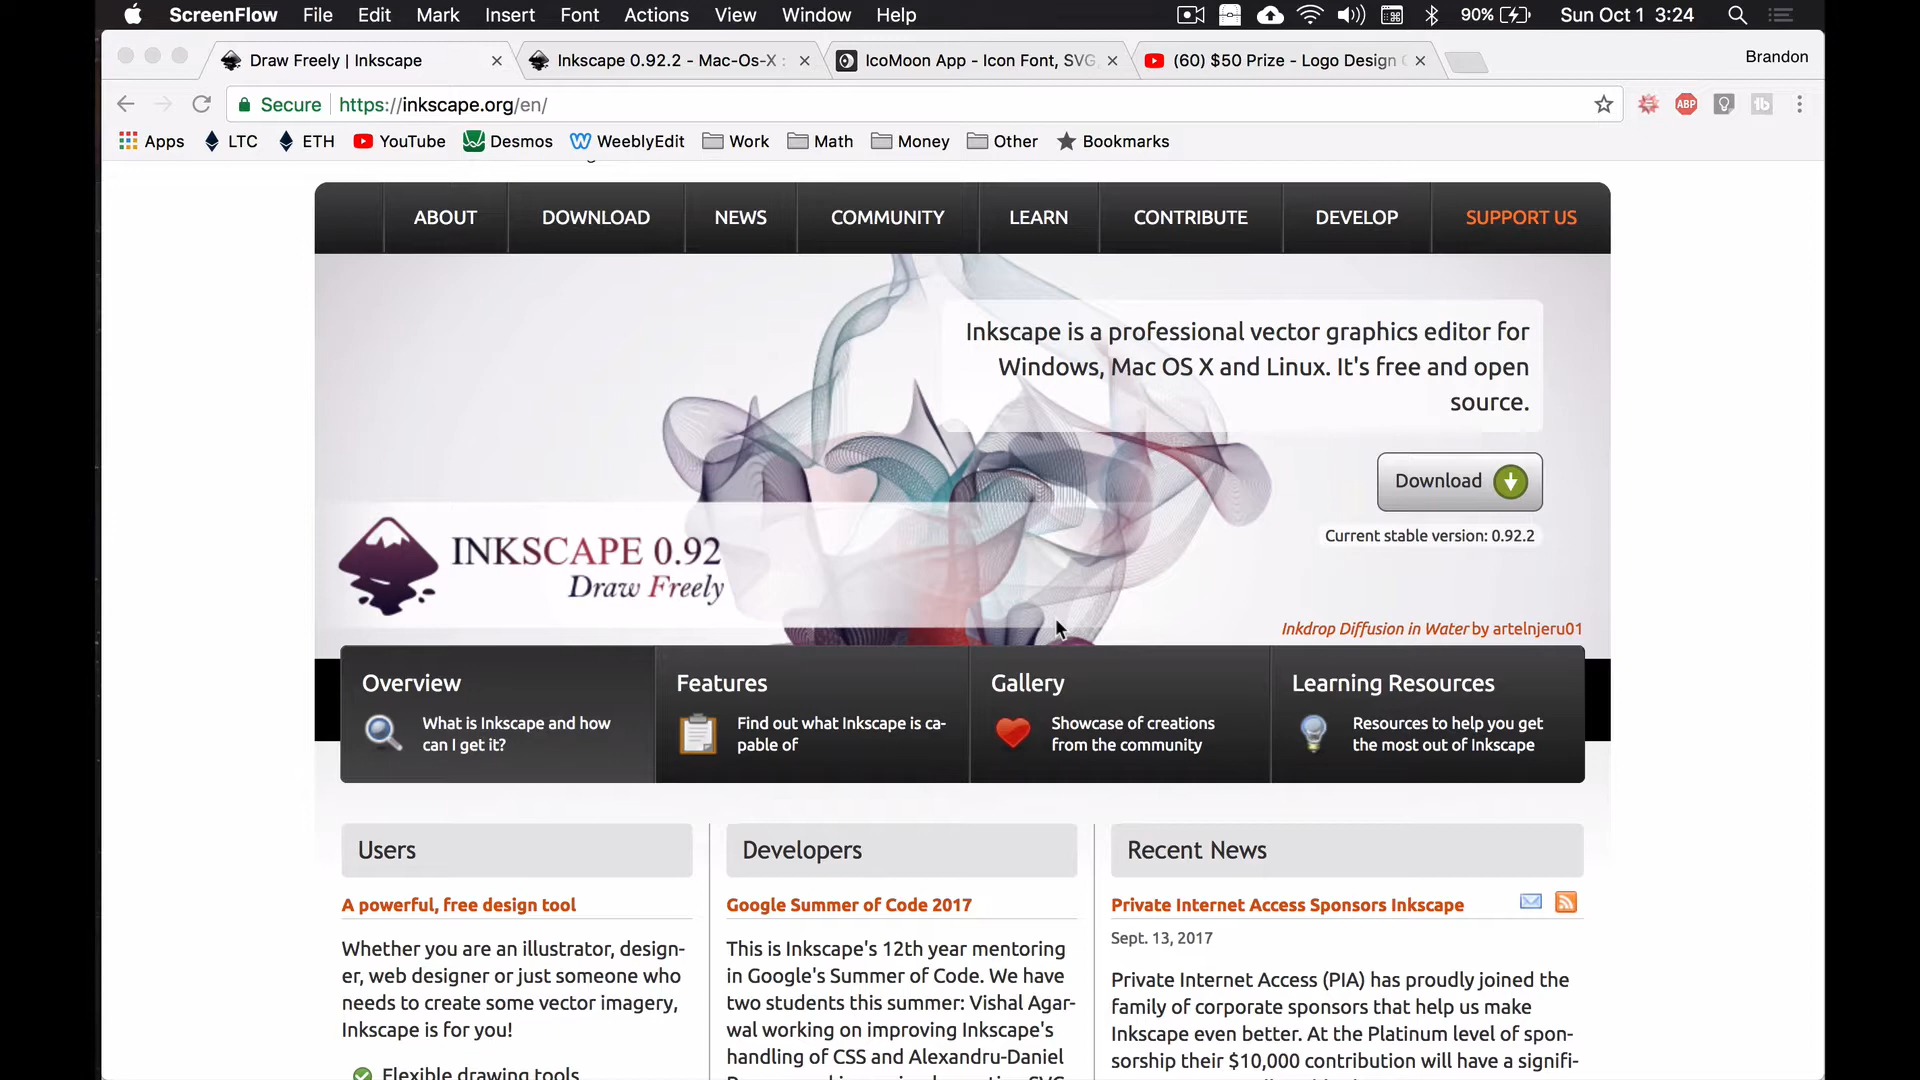 ScreenFlow File Edit Mark Insert Font Actions View Window Help 90% Sun Oct 1 3:24
Draw Freely | Inkscape
Inkscape 0.92.2 - Mac-Os-X :
IcoMoon App - Icon Font, SVG,
(60) $50 Prize - Logo Design C
Brandon
Secure https://inkscape.org/en/
ABP
Apps LTC ETH YouTube Desmos WeeblyEdit Work Math Money Other Bookmarks
ABOUT DOWNLOAD NEWS COMMUNITY LEARN CONTRIBUTE DEVELOP SUPPORT US
Inkscape is a professional vector graphics editor for
Windows, Mac OS X and Linux. It's free and open
source.
Download
Current stable version: 0.92.2
INKSCAPE 0.92
Draw Freely
Inkdrop Diffusion in Water by artelnjeru01
Overview
What is Inkscape and how
can I get it?
Features
Find out what Inkscape is ca-
pable of
Gallery
Showcase of creations
from the community
Learning Resources
Resources to help you get
the most out of Inkscape
Users
A powerful, free design tool
Whether you are an illustrator, design-
er, web designer or just someone who
needs to create some vector imagery,
Inkscape is for you!
Flexible drawing tools
Developers
Google Summer of Code 2017
This is Inkscape's 12th year mentoring
in Google's Summer of Code. We have
two students this summer: Vishal Agar-
wal working on improving Inkscape's
handling of CSS and Alexandru-Daniel
Recent News
Private Internet Access Sponsors Inkscape
Sept. 13, 2017
Private Internet Access (PIA) has proudly joined the
family of corporate sponsors that help us make
Inkscape even better. At the Platinum level of spon-
sorship their $10,000 contribution will have a signifi-